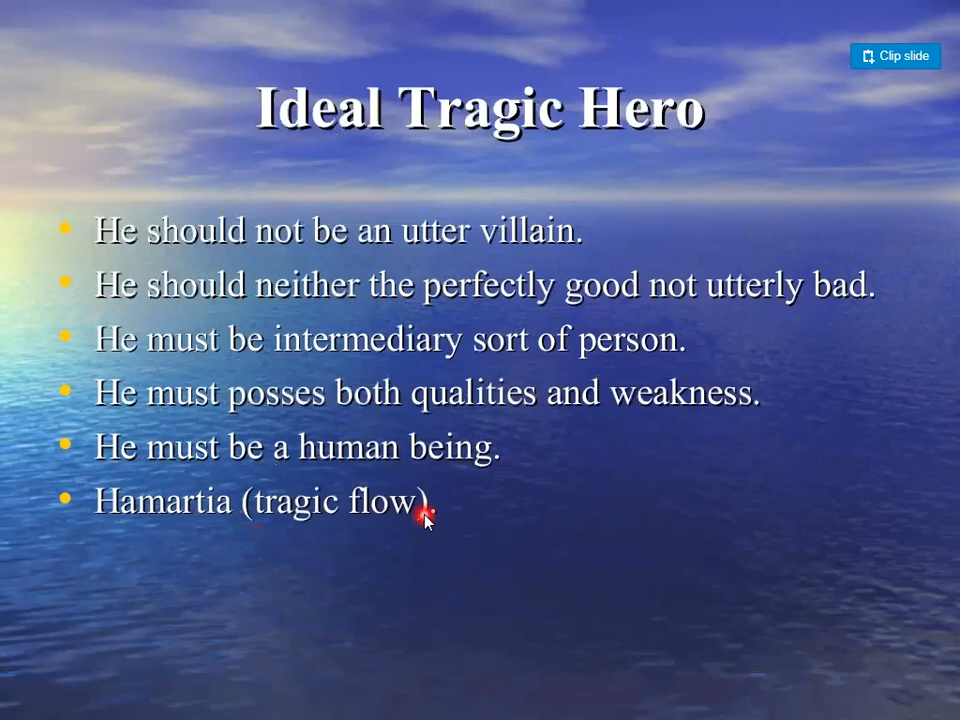 Clip slide
Ideal Tragic Hero
He should not be an utter villain.
He should neither the perfectly good not utterly bad.
He must be intermediary sort of person.
He must posses both qualities and weakness.
He must be a human being.
Hamartia (tragic flow).